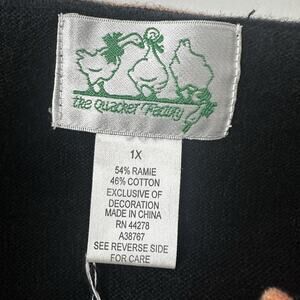 the Quacker Factory
1X
54% RAMIE
46% COTTON
EXCLUSIVE OF
DECORATION
MADE IN CHINA
RN 44278
A38767
SEE REVERSE SIDE
FOR CARE